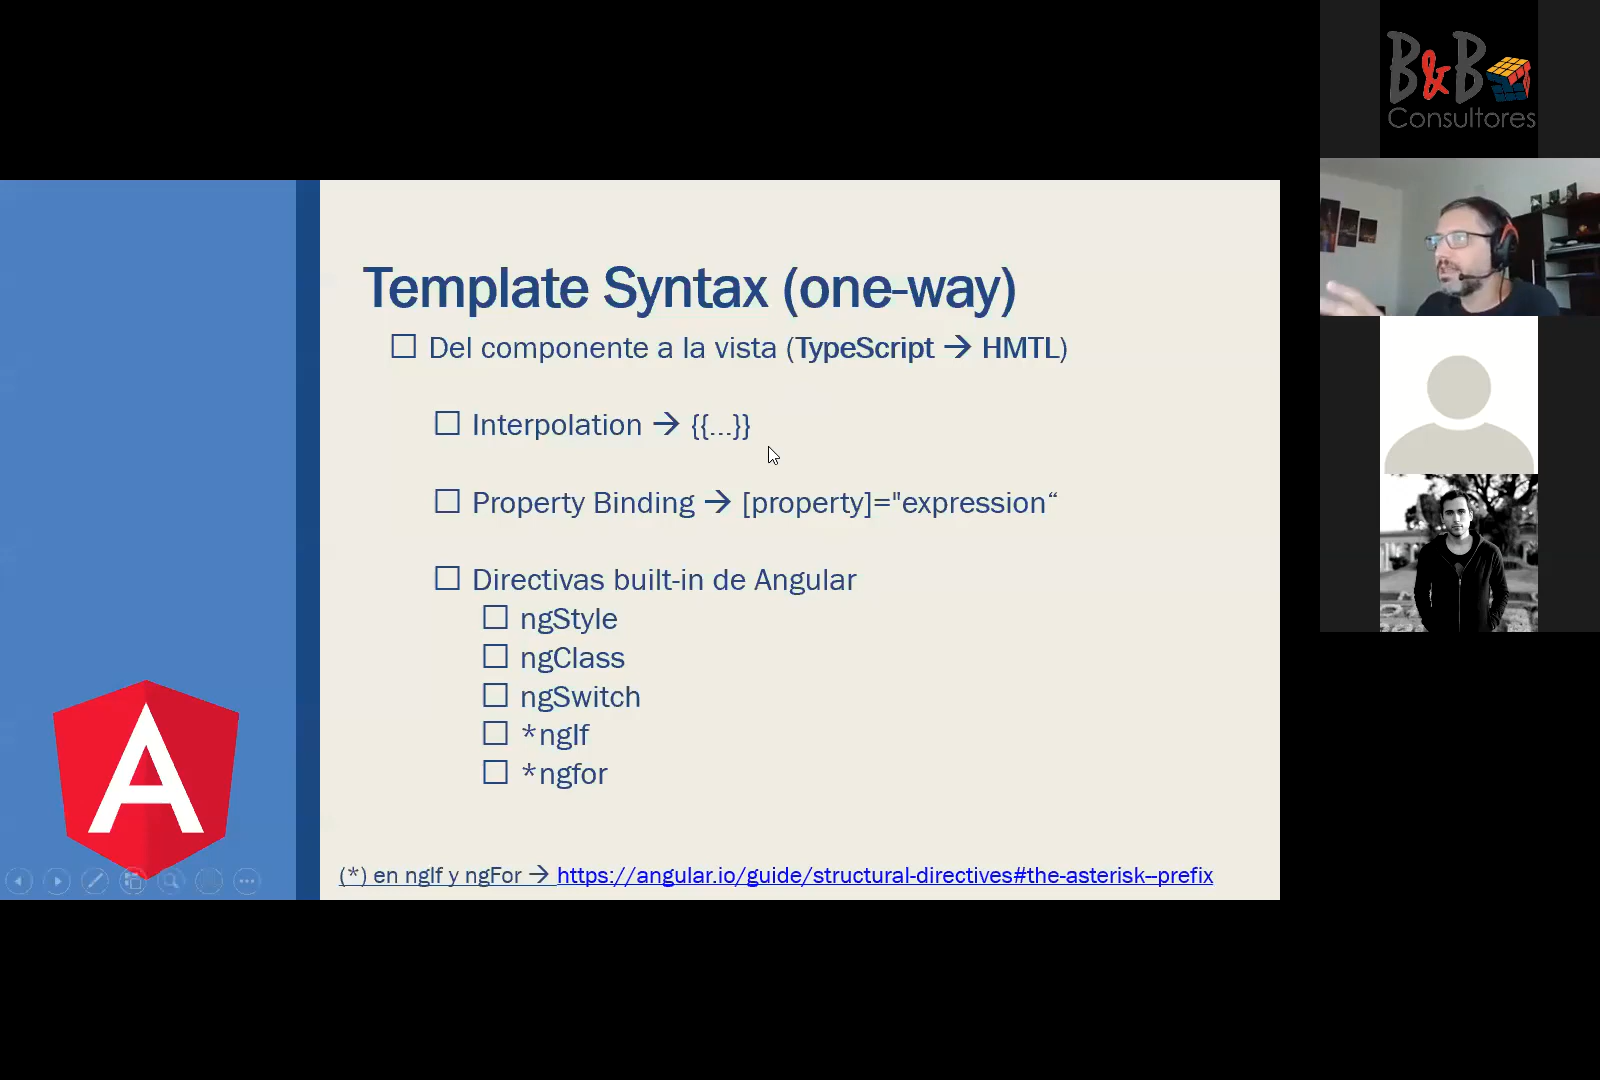 B&B
Consultores
Template Syntax (one-way)
Del componente a la vista (TypeScript → HMTL)
Interpolation → {{...}}
Property Binding → [property]="expression“
Directivas built-in de Angular
ngStyle
ngClass
ngSwitch
*ngIf
*ngfor
(*) en ngIf y ngFor → https://angular.io/guide/structural-directives#the-asterisk--prefix